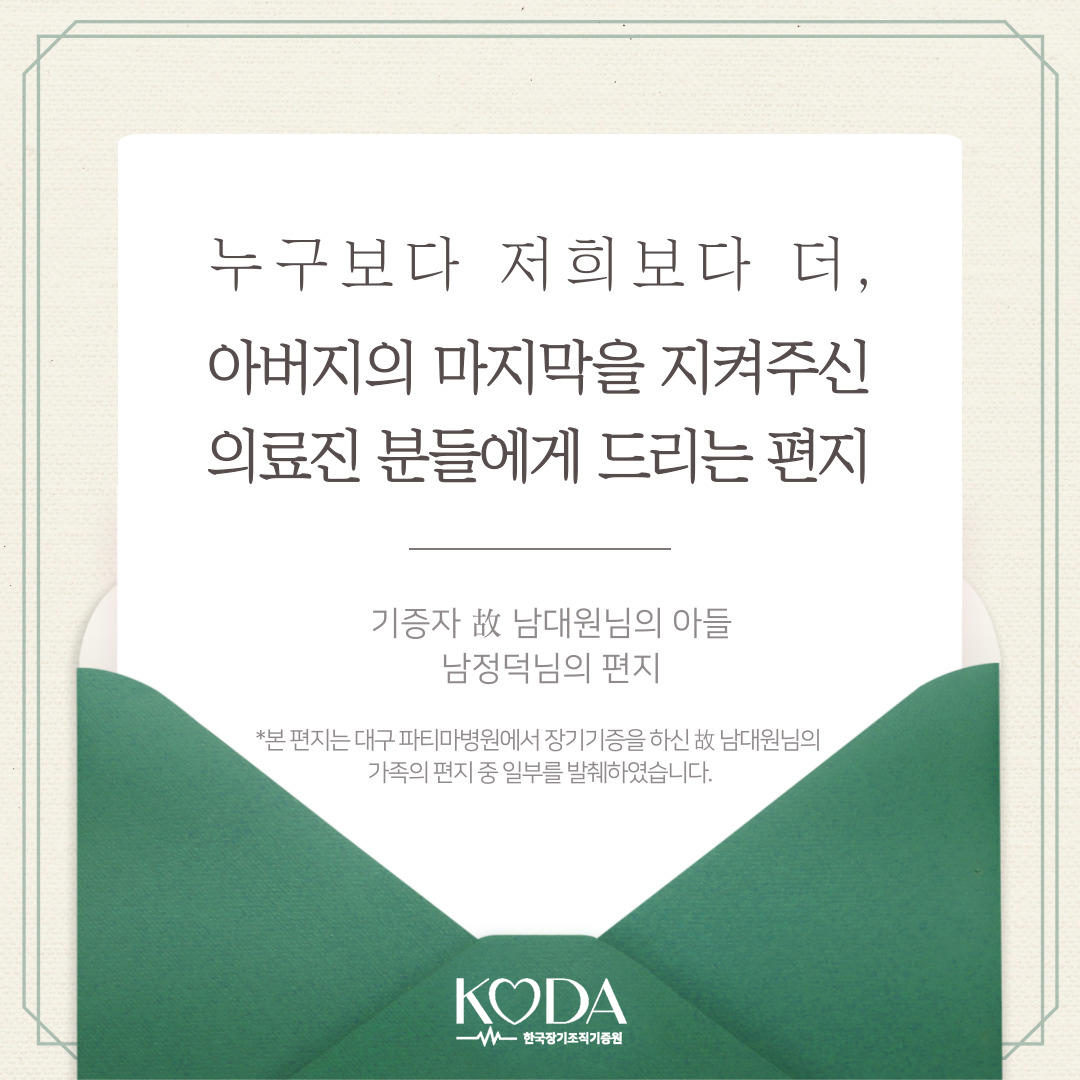 누구보다 저희보다 더,
아버지의 마지막을 지켜주신
의료진 분들에게 드리는 편지
기증자 故 남대원님의 아들
남정덕님의 편지
*본 편지는 대구 파티마병원에서 장기기증을 하신 故 남대원님의
가족의 편지 중 일부를 발췌하였습니다.
KODA
한국장기조직기증원